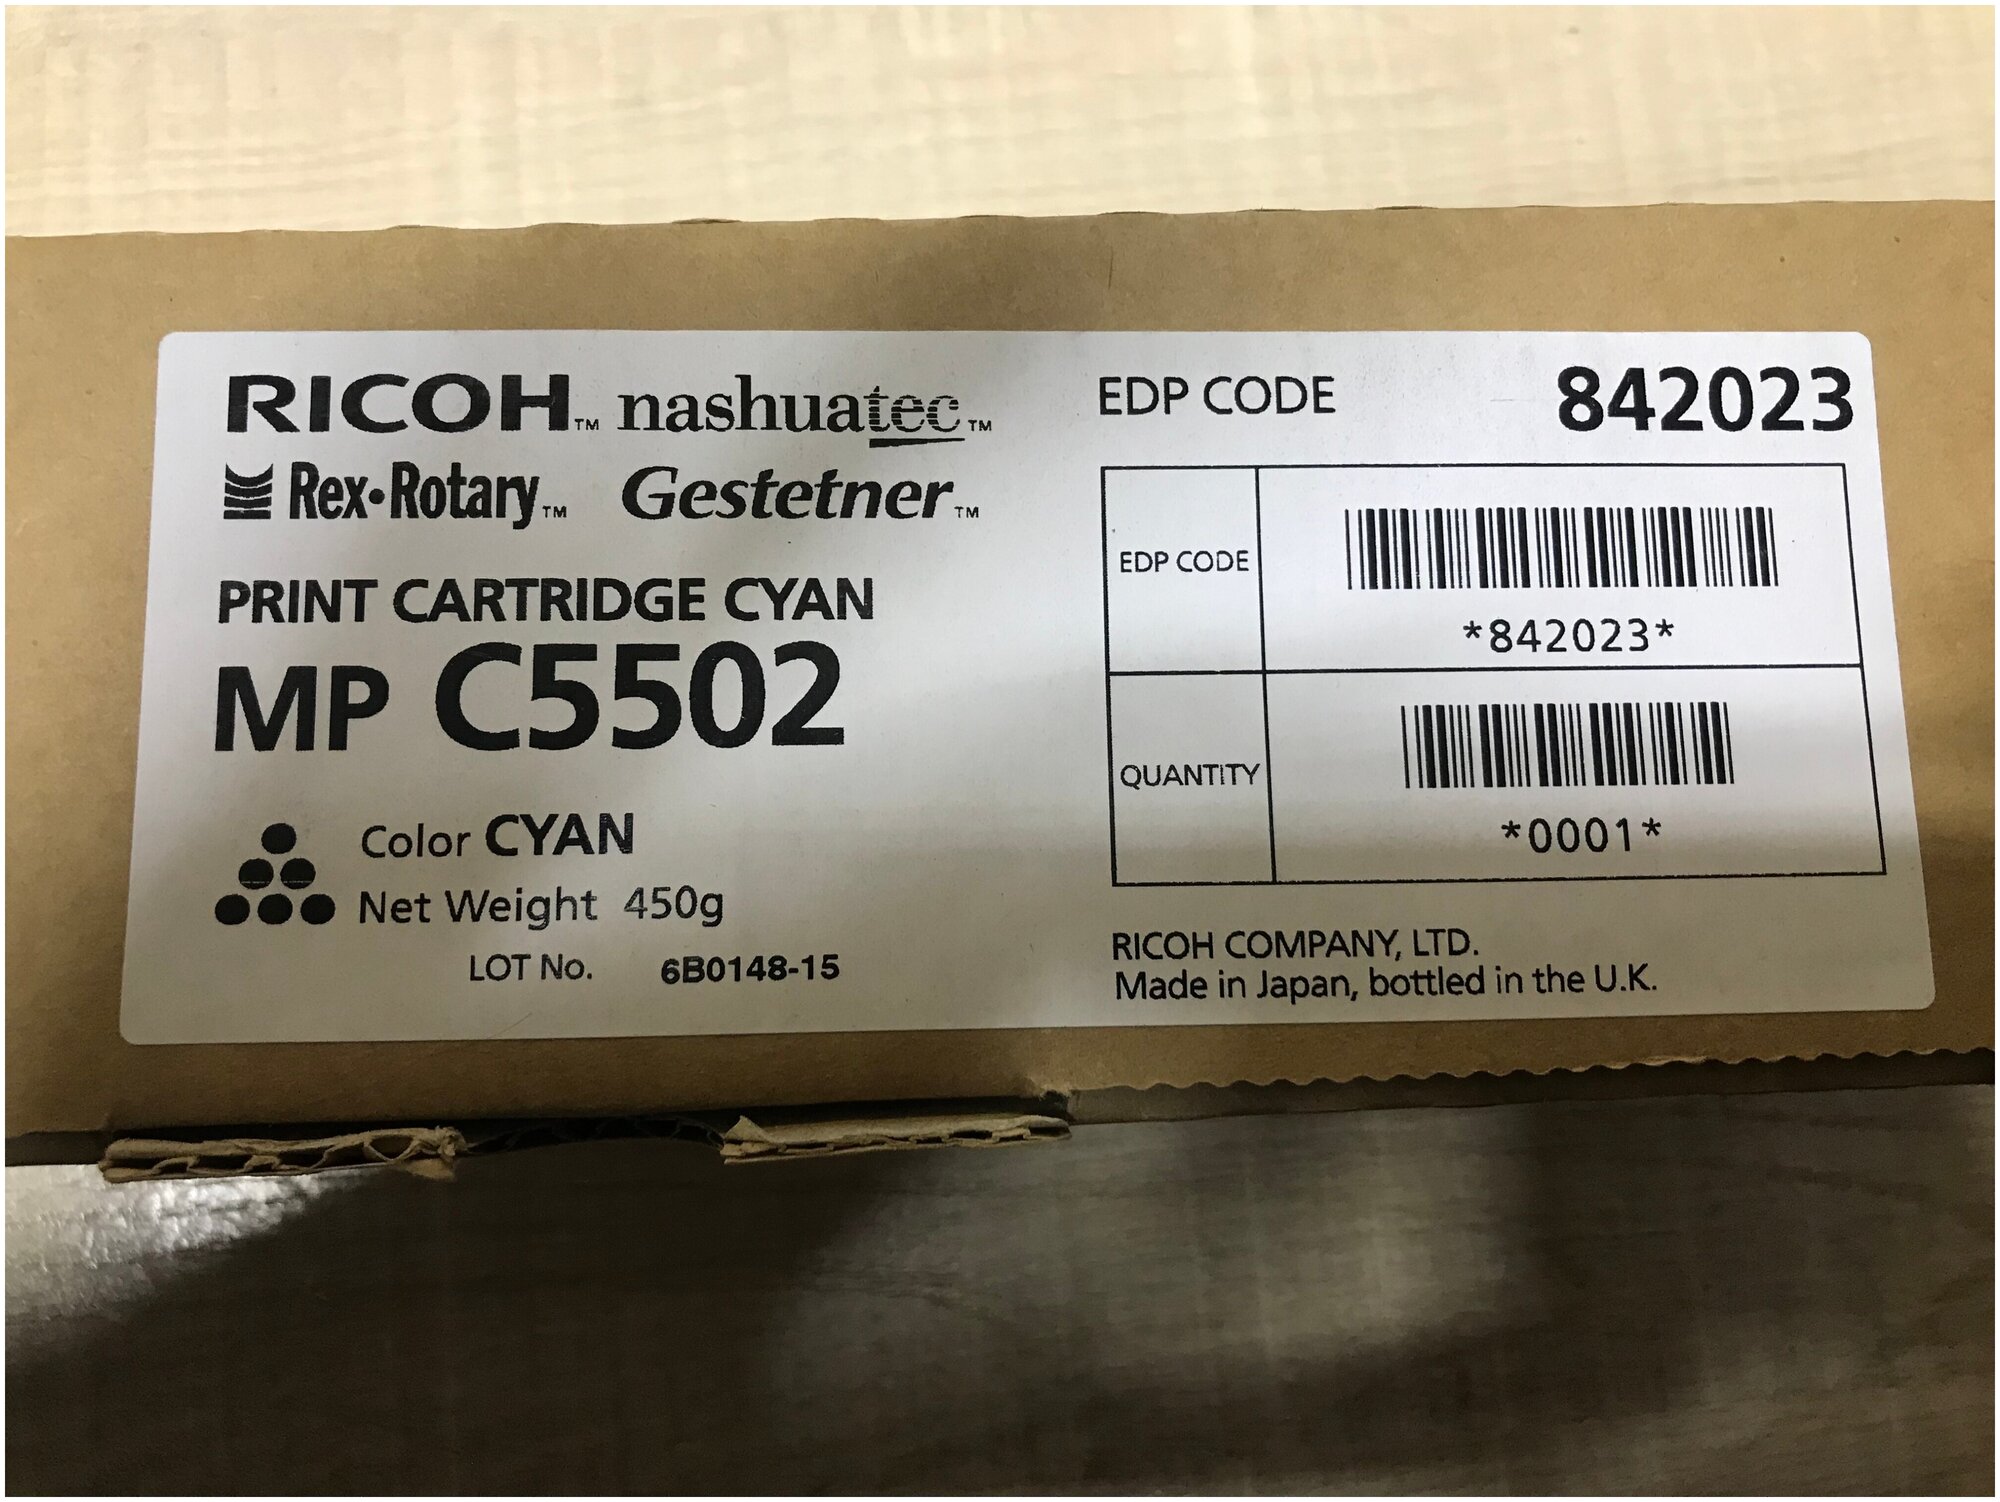 RICOH™ nashuatec™
Rex•Rotary™ Gestetner™
PRINT CARTRIDGE CYAN
MP C5502
Color CYAN
Net Weight 450g
LOT No. 6B0148-15
EDP CODE 842023
EDP CODE
*842023*
QUANTITY
*0001*
RICOH COMPANY, LTD.
Made in Japan, bottled in the U.K.